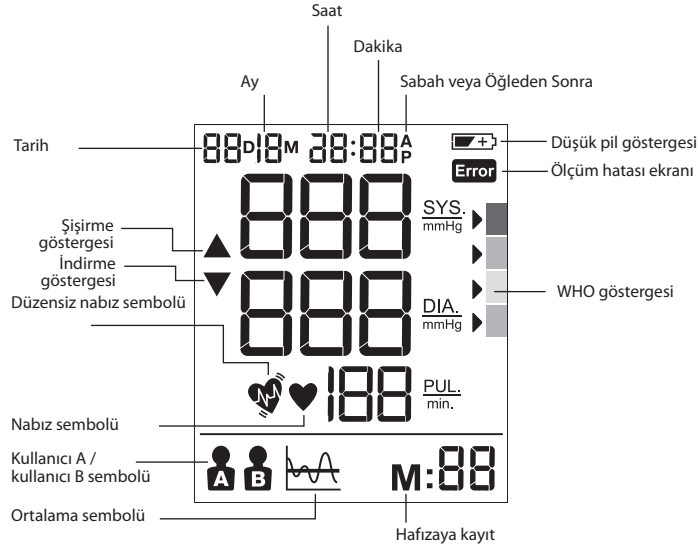 Saat
Dakika
Ay
Sabah veya Öğleden Sonra
Tarih
88D18M 28:88 A
P
Düşük pil göstergesi
Error
Ölçüm hatası ekranı
888
SYS.
mmHg
Şişirme
göstergesi
İndirme
göstergesi
888
DIA.
mmHg
WHO göstergesi
Düzensiz nabız sembolü
188
PUL.
min.
Nabız sembolü
Kullanıcı A /
kullanıcı B sembolü
A B
M:88
Ortalama sembolü
Hafızaya kayıt